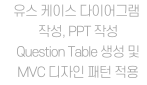 유스 케이스 다이어그램
작성, PPT 작성
Question Table 생성 및
MVC 디자인 패턴 적용